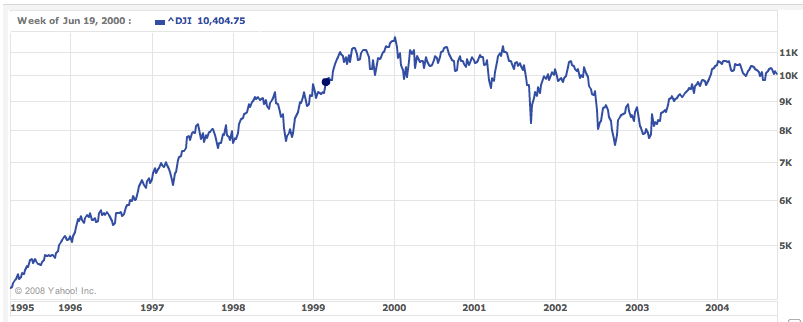 Week of Jun 19, 2000 : ^DJI 10,404.75
11K
10K
9K
8K
7K
6K
5K
© 2008 Yahoo! Inc.
1995 1996 1997 1998 1999 2000 2001 2002 2003 2004